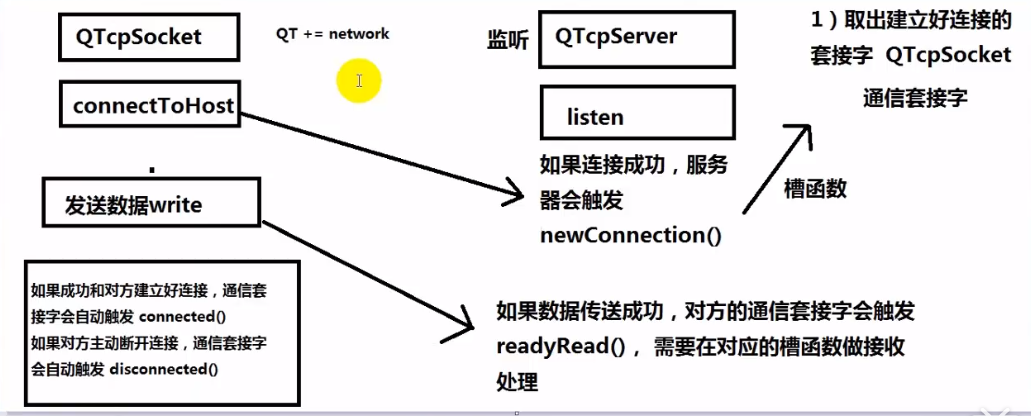 QTcpSocket
connectToHost
发送数据write
如果成功和对方建立好连接，通信套
接字会自动触发 connected()
如果对方主动断开连接，通信套接字
会自动触发 disconnected()
QT += network
监听
QTcpServer
listen
如果连接成功，服务
器会触发
newConnection()
槽函数
1）取出建立好连接的
套接字 QTcpSocket
通信套接字
如果数据传送成功，对方的通信套接字会触发
readyRead()，需要在对应的槽函数做接收
处理